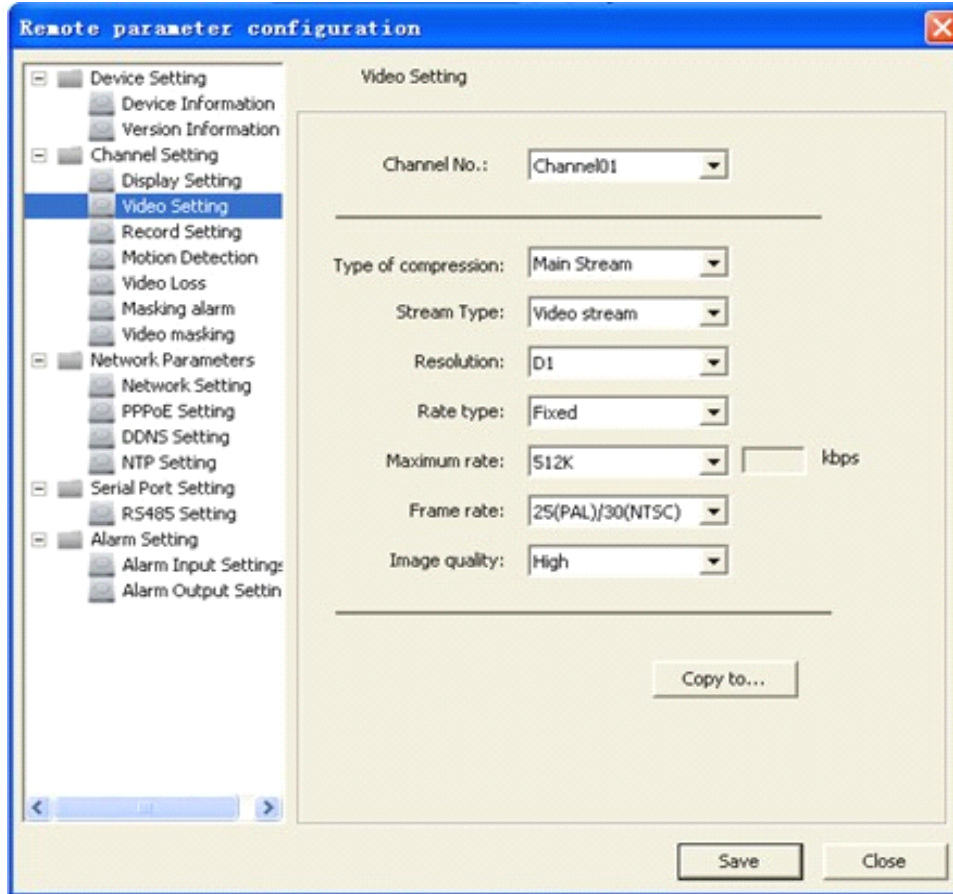 Remote parameter configuration
Device Setting
Device Information
Version Information
Channel Setting
Display Setting
Video Setting
Record Setting
Motion Detection
Video Loss
Masking alarm
Video masking
Network Parameters
Network Setting
PPPoE Setting
DDNS Setting
NTP Setting
Serial Port Setting
RS485 Setting
Alarm Setting
Alarm Input Settings
Alarm Output Settin
Video Setting
Channel No.: Channel01
Type of compression: Main Stream
Stream Type: Video stream
Resolution: D1
Rate type: Fixed
Maximum rate: 512K kbps
Frame rate: 25(PAL)/30(NTSC)
Image quality: High
Copy to...
Save Close